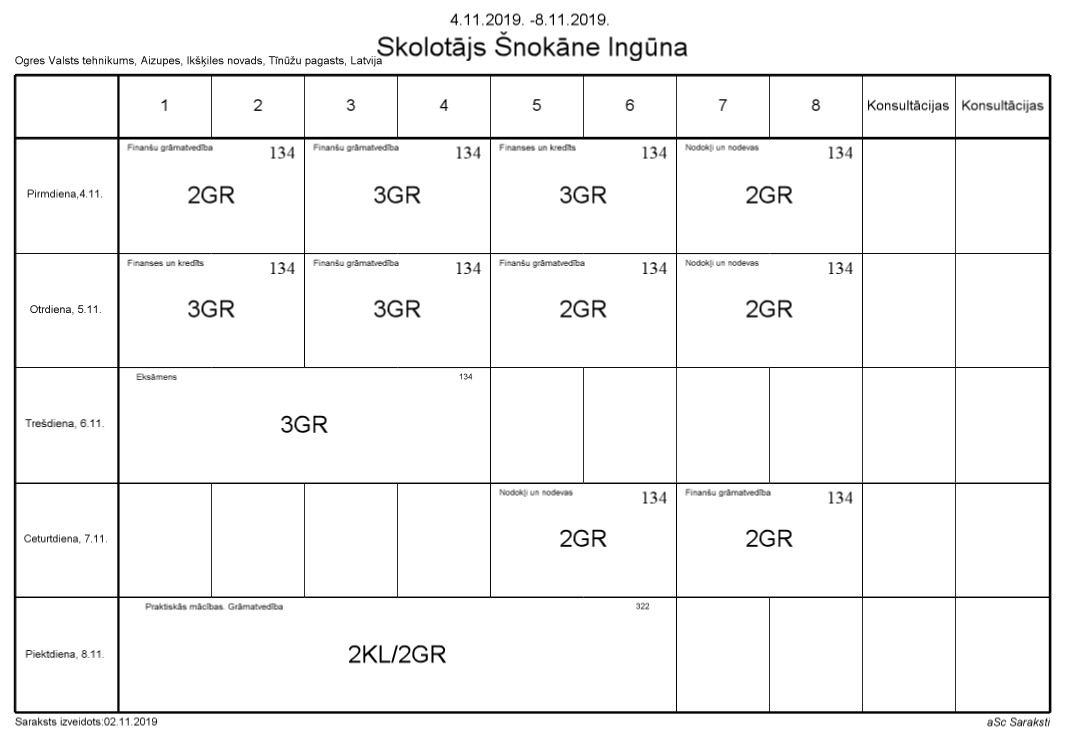 4.11.2019. -8.11.2019.
Skolotājs Šnokāne Ingūna
Ogres Valsts tehnikums, Aizupes, Ikšķiles novads, Tīnūžu pagasts, Latvija
1 2 3 4 5 6 7 8 Konsultācijas Konsultācijas
Finanšu grāmatvedība 134 Finanšu grāmatvedība 134 Finanses un kredīts 134 Nodokļi un nodevas 134
Pirmdiena,4.11. 2GR 3GR 3GR 2GR
Finanses un kredīts 134 Finanšu grāmatvedība 134 Finanšu grāmatvedība 134 Nodokļi un nodevas 134
Otrdiena, 5.11. 3GR 3GR 2GR 2GR
Eksāmens 134
Trešdiena, 6.11. 3GR
Nodokļi un nodevas 134 Finanšu grāmatvedība 134
Ceturtdiena, 7.11. 2GR 2GR
Praktiskās mācības. Grāmatvedība 322
Piektdiena, 8.11. 2KL/2GR
Saraksts izveidots:02.11.2019 aSc Saraksti